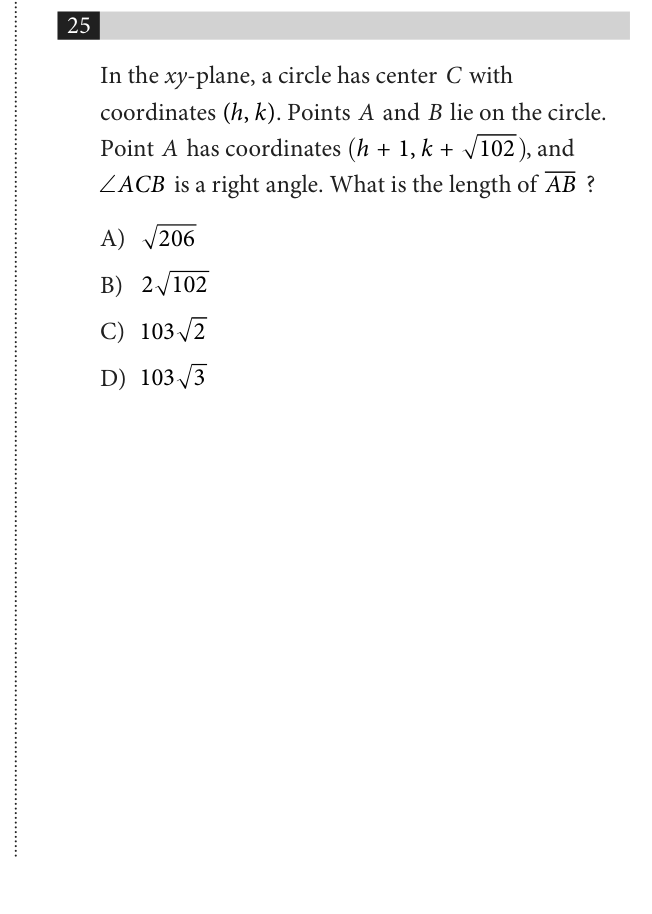 25
In the xy-plane, a circle has center C with
coordinates (h, k). Points A and B lie on the circle.
Point A has coordinates (h + 1, k + √102), and
∠ACB is a right angle. What is the length of A̅B̅ ?
A) √206
B) 2√102
C) 103√2
D) 103√3